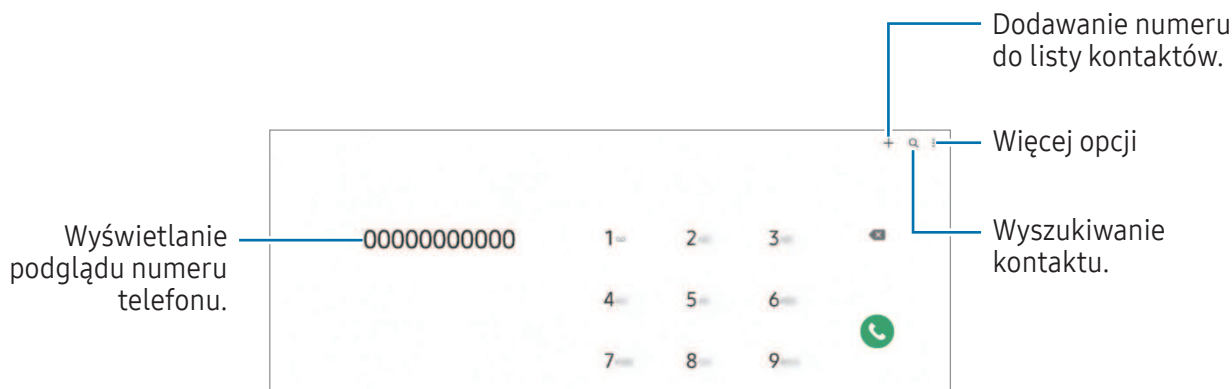 Dodawanie numeru
do listy kontaktów.
Więcej opcji
Wyświetlanie
podglądu numeru
telefonu.
00000000000
1 2 3
Wyszukiwanie
kontaktu.
4 5 6
7 8 9